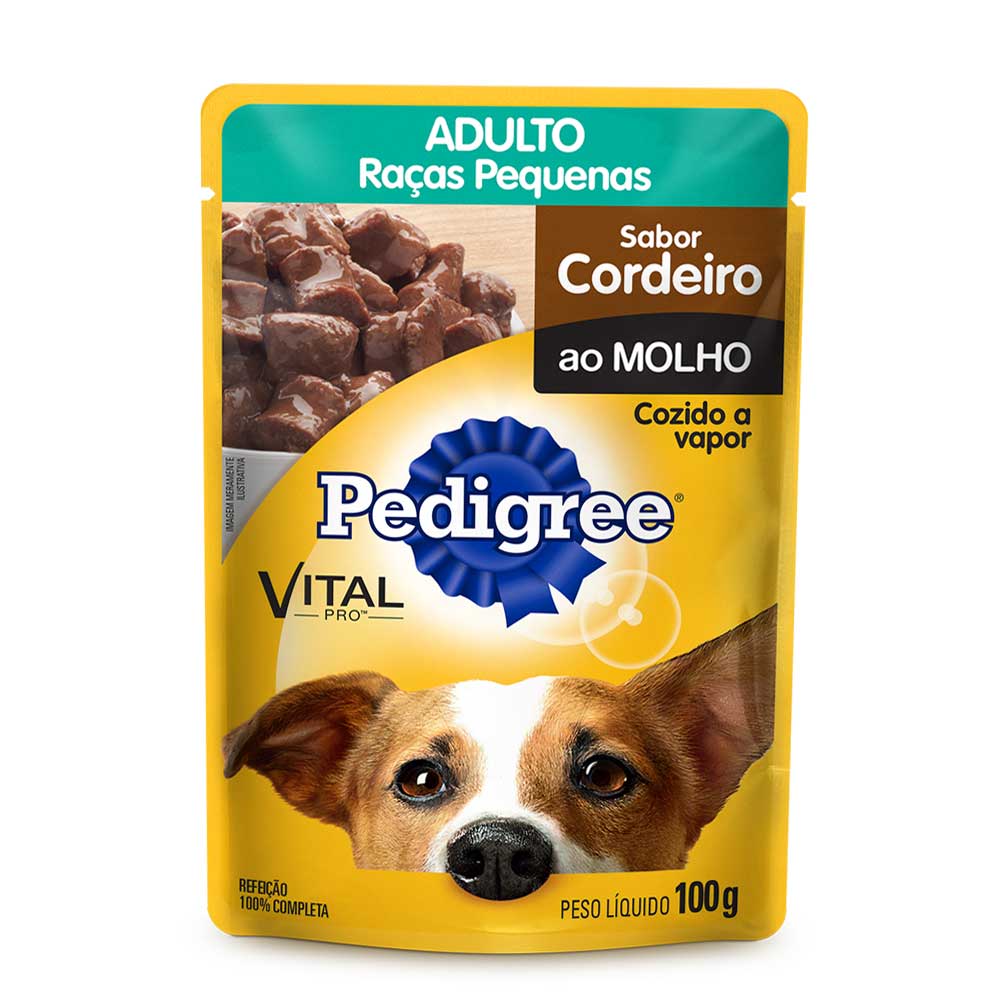 ADULTO
Raças Pequenas
Sabor
Cordeiro
ao MOLHO
Cozido a
vapor
IMAGEM MERAMENTE
ILUSTRATIVA
Pedigree®
VITAL
PRO™
REFEIÇÃO
100% COMPLETA
PESO LÍQUIDO 100g